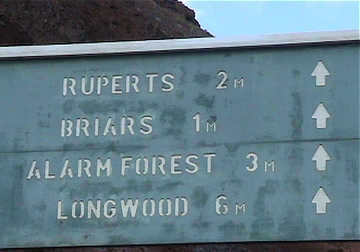 RUPERTS 2M ↑
BRIARS 1M ↑
ALARM FOREST 3M ↑
LONGWOOD 6M ↑